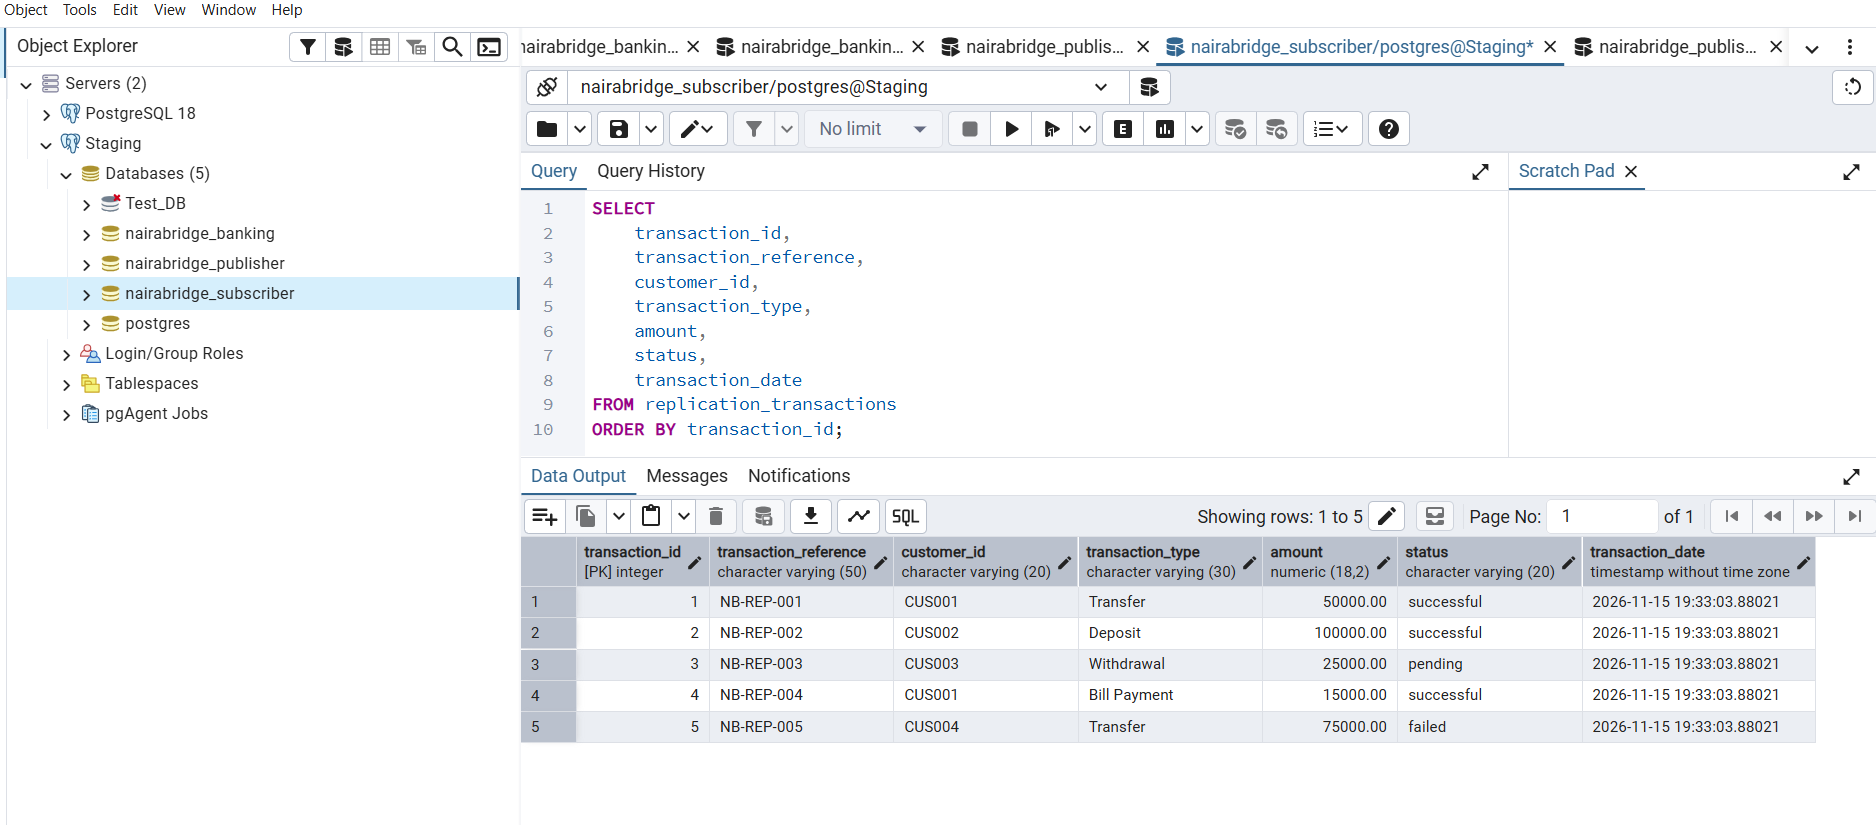 Object Tools Edit View Window Help
Object Explorer
nairabridge_bankin...
nairabridge_bankin...
nairabridge_publis...
nairabridge_subscriber/postgres@Staging*
nairabridge_publis...
Servers (2)
PostgreSQL 18
Staging
Databases (5)
Test_DB
nairabridge_banking
nairabridge_publisher
nairabridge_subscriber
postgres
Login/Group Roles
Tablespaces
pgAgent Jobs
nairabridge_subscriber/postgres@Staging
No limit
E
Query Query History
Scratch Pad
1 SELECT
2 transaction_id,
3 transaction_reference,
4 customer_id,
5 transaction_type,
6 amount,
7 status,
8 transaction_date
9 FROM replication_transactions
10 ORDER BY transaction_id;
Data Output Messages Notifications
SQL
Showing rows: 1 to 5
Page No: 1 of 1
transaction_id transaction_reference customer_id transaction_type amount status transaction_date
[PK] integer character varying (50) character varying (20) character varying (30) numeric (18,2) character varying (20) timestamp without time zone
1 1 NB-REP-001 CUS001 Transfer 50000.00 successful 2026-11-15 19:33:03.88021
2 2 NB-REP-002 CUS002 Deposit 100000.00 successful 2026-11-15 19:33:03.88021
3 3 NB-REP-003 CUS003 Withdrawal 25000.00 pending 2026-11-15 19:33:03.88021
4 4 NB-REP-004 CUS001 Bill Payment 15000.00 successful 2026-11-15 19:33:03.88021
5 5 NB-REP-005 CUS004 Transfer 75000.00 failed 2026-11-15 19:33:03.88021